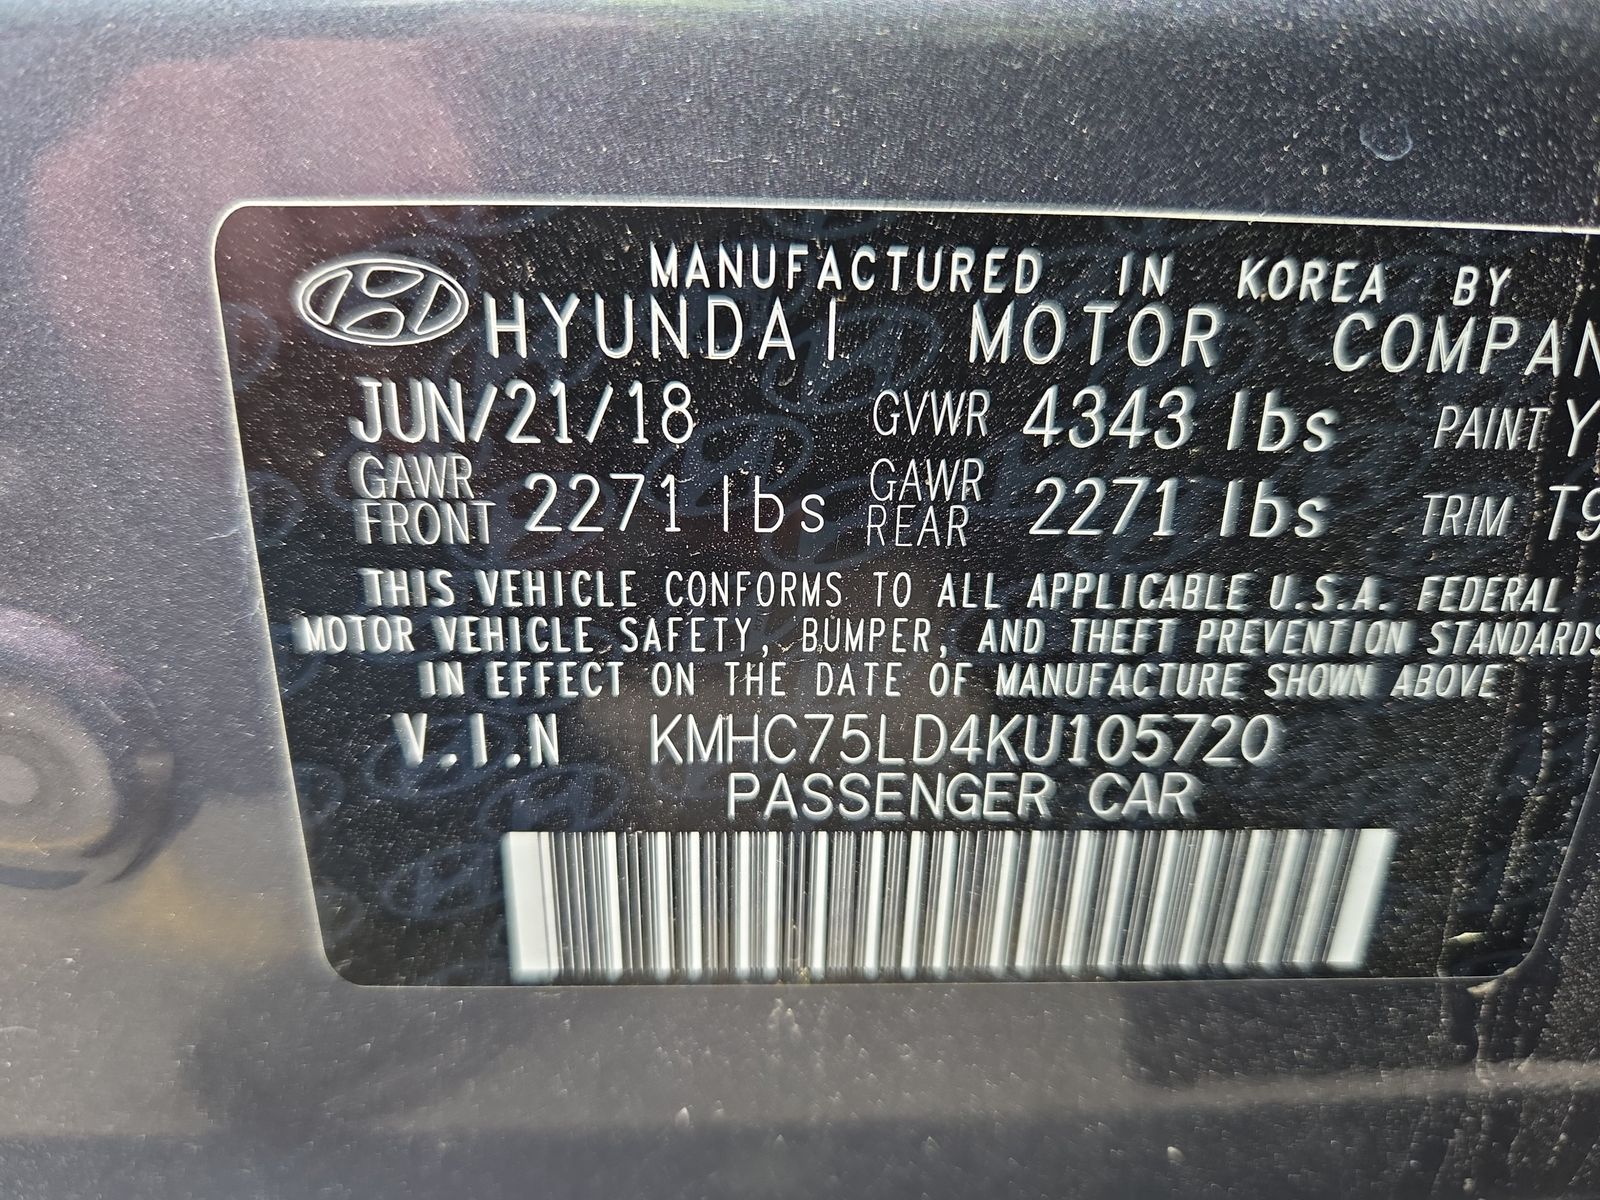 MANUFACTURED IN KOREA BY
HYUNDAI MOTOR COMPAN
JUN/21/18 GVWR 4343 lbs PAINT Y
GAWR FRONT 2271 lbs GAWR REAR 2271 lbs TRIM T9
THIS VEHICLE CONFORMS TO ALL APPLICABLE U.S.A. FEDERAL
MOTOR VEHICLE SAFETY, BUMPER, AND THEFT PREVENTION STANDARDS
IN EFFECT ON THE DATE OF MANUFACTURE SHOWN ABOVE
V.I.N KMHC75LD4KU105720
PASSENGER CAR